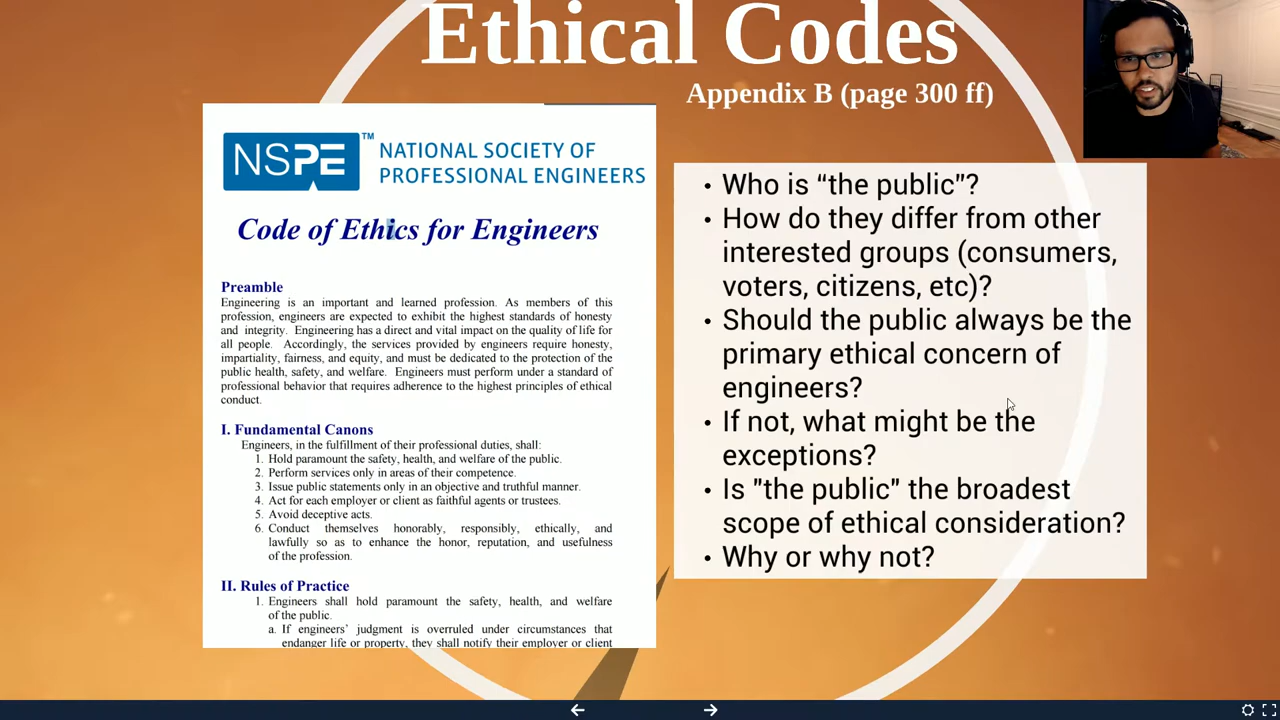 Ethical Codes
Appendix B (page 300 ff)
NSPE™
NATIONAL SOCIETY OF
PROFESSIONAL ENGINEERS
Code of Ethics for Engineers
Preamble
Engineering is an important and learned profession. As members of this
profession, engineers are expected to exhibit the highest standards of honesty
and integrity. Engineering has a direct and vital impact on the quality of life for
all people. Accordingly, the services provided by engineers require honesty,
impartiality, fairness, and equity, and must be dedicated to the protection of the
public health, safety, and welfare. Engineers must perform under a standard of
professional behavior that requires adherence to the highest principles of ethical
conduct.
I. Fundamental Canons
Engineers, in the fulfillment of their professional duties, shall:
1. Hold paramount the safety, health, and welfare of the public.
2. Perform services only in areas of their competence.
3. Issue public statements only in an objective and truthful manner.
4. Act for each employer or client as faithful agents or trustees.
5. Avoid deceptive acts.
6. Conduct themselves honorably, responsibly, ethically, and
lawfully so as to enhance the honor, reputation, and usefulness
of the profession.
II. Rules of Practice
1. Engineers shall hold paramount the safety, health, and welfare
of the public.
a. If engineers' judgment is overruled under circumstances that
endanger life or property, they shall notify their employer or client
• Who is “the public”?
• How do they differ from other
interested groups (consumers,
voters, citizens, etc)?
• Should the public always be the
primary ethical concern of
engineers?
• If not, what might be the
exceptions?
• Is "the public" the broadest
scope of ethical consideration?
• Why or why not?